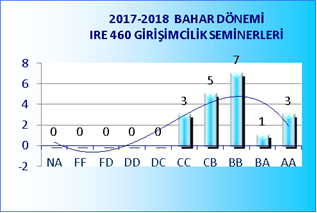 2017-2018 BAHAR DÖNEMİ
IRE 460 GİRİŞİMCİLİK SEMİNERLERİ
8
6
4
2
0
-2
0 0 0 0 0 3 5 7 1 3
NA FF FD DD DC CC CB BB BA AA